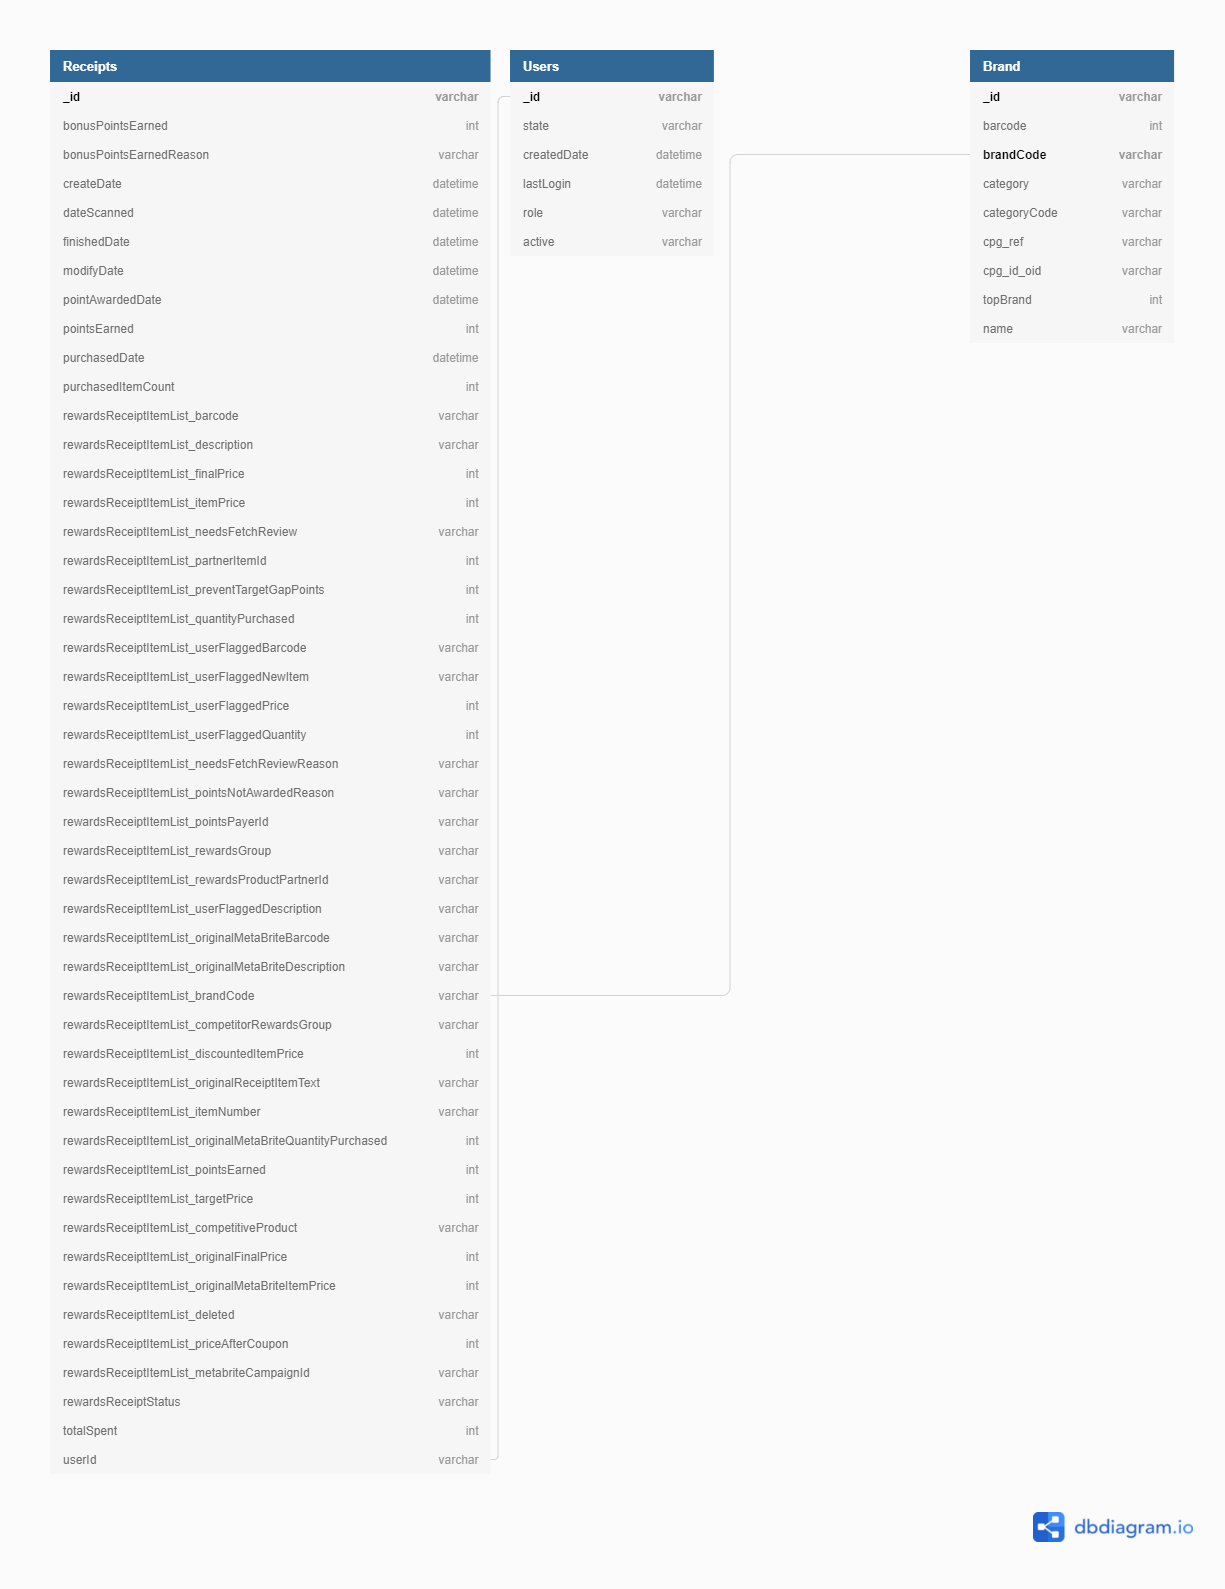 Receipts
_id varchar
bonusPointsEarned int
bonusPointsEarnedReason varchar
createDate datetime
dateScanned datetime
finishedDate datetime
modifyDate datetime
pointAwardedDate datetime
pointsEarned int
purchasedDate datetime
purchasedItemCount int
rewardsReceiptItemList_barcode varchar
rewardsReceiptItemList_description varchar
rewardsReceiptItemList_finalPrice int
rewardsReceiptItemList_itemPrice int
rewardsReceiptItemList_needsFetchReview varchar
rewardsReceiptItemList_partnerItemId int
rewardsReceiptItemList_preventTargetGapPoints int
rewardsReceiptItemList_quantityPurchased int
rewardsReceiptItemList_userFlaggedBarcode varchar
rewardsReceiptItemList_userFlaggedNewItem varchar
rewardsReceiptItemList_userFlaggedPrice int
rewardsReceiptItemList_userFlaggedQuantity int
rewardsReceiptItemList_needsFetchReviewReason varchar
rewardsReceiptItemList_pointsNotAwardedReason varchar
rewardsReceiptItemList_pointsPayerId varchar
rewardsReceiptItemList_rewardsGroup varchar
rewardsReceiptItemList_rewardsProductPartnerId varchar
rewardsReceiptItemList_userFlaggedDescription varchar
rewardsReceiptItemList_originalMetaBriteBarcode varchar
rewardsReceiptItemList_originalMetaBriteDescription varchar
rewardsReceiptItemList_brandCode varchar
rewardsReceiptItemList_competitorRewardsGroup varchar
rewardsReceiptItemList_discountedItemPrice int
rewardsReceiptItemList_originalReceiptItemText varchar
rewardsReceiptItemList_itemNumber varchar
rewardsReceiptItemList_originalMetaBriteQuantityPurchased int
rewardsReceiptItemList_pointsEarned int
rewardsReceiptItemList_targetPrice int
rewardsReceiptItemList_competitiveProduct varchar
rewardsReceiptItemList_originalFinalPrice int
rewardsReceiptItemList_originalMetaBriteItemPrice int
rewardsReceiptItemList_deleted varchar
rewardsReceiptItemList_priceAfterCoupon int
rewardsReceiptItemList_metabriteCampaignId varchar
rewardsReceiptStatus varchar
totalSpent int
userId varchar
Users
_id varchar
state varchar
createdDate datetime
lastLogin datetime
role varchar
active varchar
Brand
_id varchar
barcode int
brandCode varchar
category varchar
categoryCode varchar
cpg_ref varchar
cpg_id_oid varchar
topBrand int
name varchar
dbdiagram.io